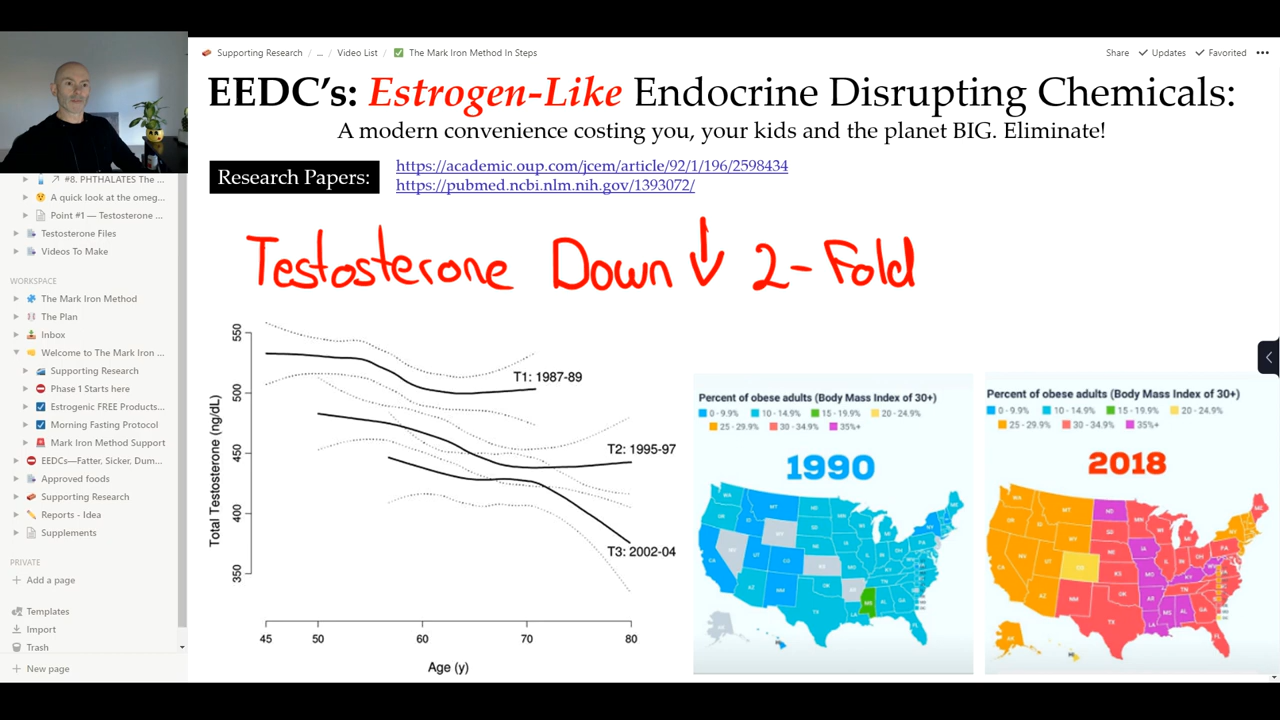 Supporting Research / ... / Video List / The Mark Iron Method In Steps
Share Updates Favorited
EEDC's: Estrogen-Like Endocrine Disrupting Chemicals:
A modern convenience costing you, your kids and the planet BIG. Eliminate!
Research Papers:
https://academic.oup.com/jcem/article/92/1/196/2598434
https://pubmed.ncbi.nlm.nih.gov/1393072/
#8. PHTHALATES The ...
A quick look at the omeg...
Point #1 — Testosterone ...
Testosterone Files
Videos To Make
WORKSPACE
The Mark Iron Method
The Plan
Inbox
Welcome to The Mark Iron ...
Supporting Research
Phase 1 Starts here
Estrogenic FREE Products...
Morning Fasting Protocol
Mark Iron Method Support
EEDCs—Fatter, Sicker, Dum...
Approved foods
Supporting Research
Reports - Idea
Supplements
PRIVATE
Add a page
Templates
Import
Trash
New page
Testosterone Down ↓ 2-Fold
Total Testosterone (ng/dL)
550
500
450
400
350
T1: 1987-89
T2: 1995-97
T3: 2002-04
45 50 60 70 80
Age (y)
Percent of obese adults (Body Mass Index of 30+)
0 - 9.9% 10 - 14.9% 15 - 19.9% 20 - 24.9%
25 - 29.9% 30 - 34.9% 35%+
1990
Percent of obese adults (Body Mass Index of 30+)
0 - 9.9% 10 - 14.9% 15 - 19.9% 20 - 24.9%
25 - 29.9% 30 - 34.9% 35%+
2018